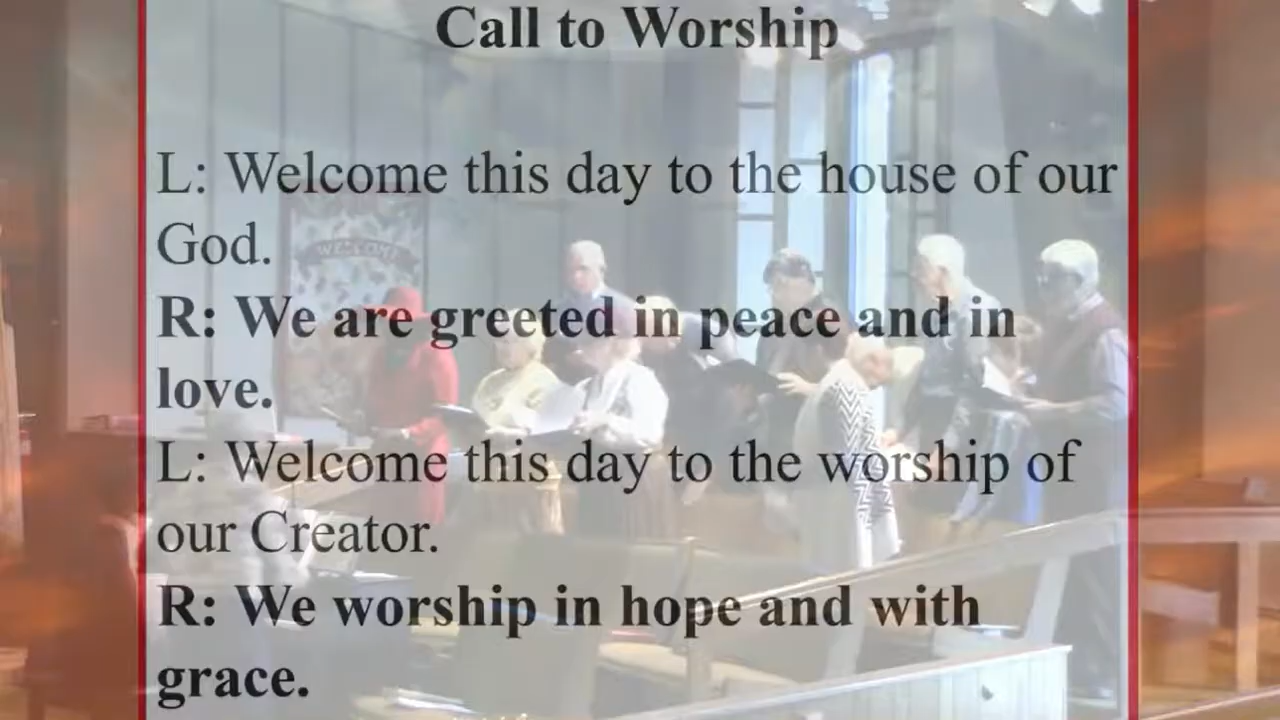 Call to Worship
L: Welcome this day to the house of our
God.
R: We are greeted in peace and in
love.
L: Welcome this day to the worship of
our Creator.
R: We worship in hope and with
grace.
WELCOME